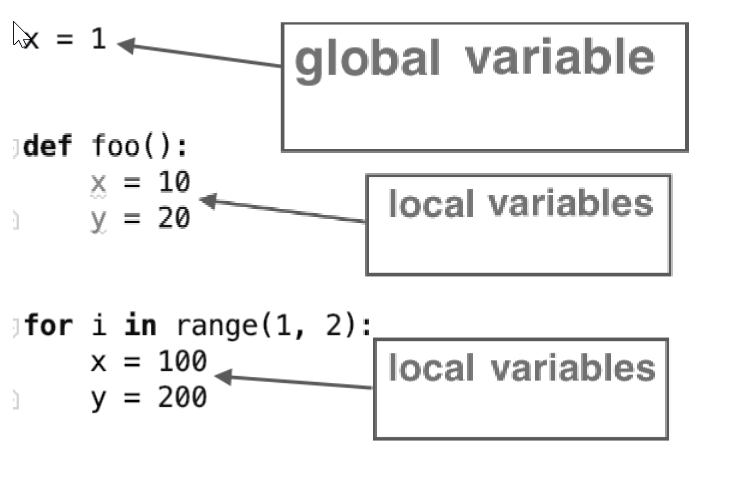 x = 1
global variable
def foo():
x = 10
y = 20
local variables
for i in range(1, 2):
x = 100
y = 200
local variables